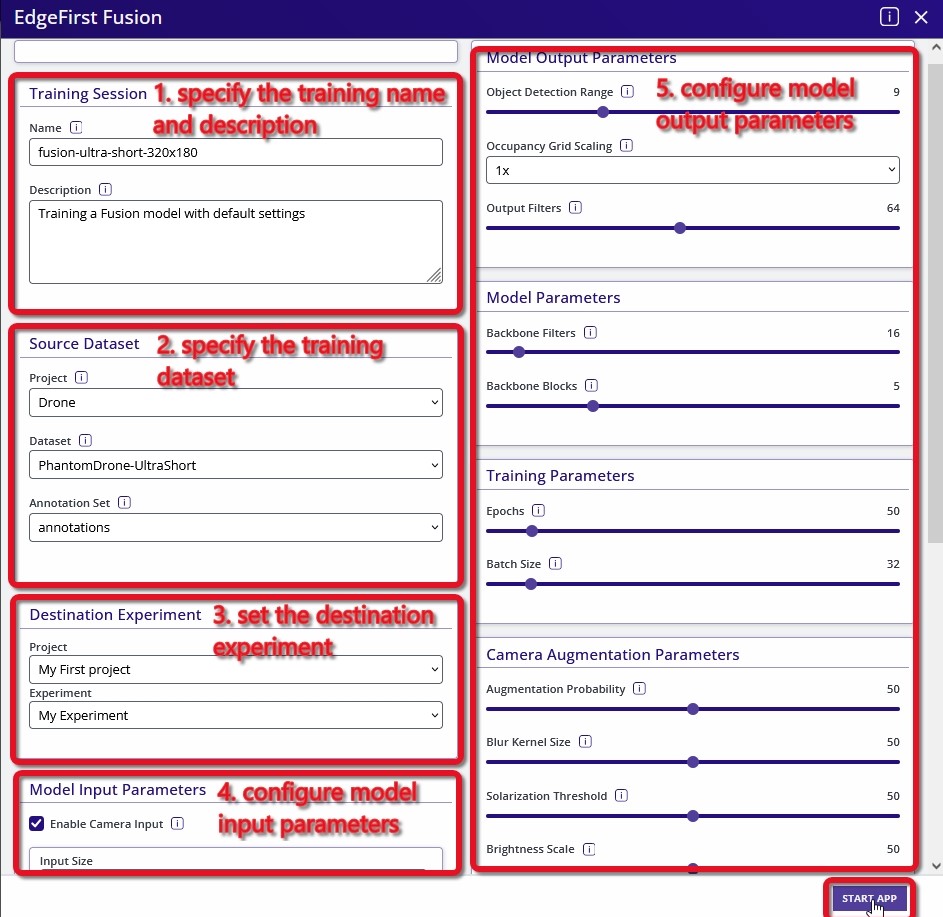 EdgeFirst Fusion
Training Session
1. specify the training name
and description
Name
fusion-ultra-short-320x180
Description
Training a Fusion model with default settings
Source Dataset
2. specify the training
dataset
Project
Drone
Dataset
PhantomDrone-UltraShort
Annotation Set
annotations
Destination Experiment
3. set the destination
experiment
Project
My First project
Experiment
My Experiment
Model Input Parameters
4. configure model
input parameters
Enable Camera Input
Input Size
Model Output Parameters
5. configure model
output parameters
Object Detection Range 9
Occupancy Grid Scaling
1x
Output Filters 64
Model Parameters
Backbone Filters 16
Backbone Blocks 5
Training Parameters
Epochs 50
Batch Size 32
Camera Augmentation Parameters
Augmentation Probability 50
Blur Kernel Size 50
Solarization Threshold 50
Brightness Scale 50
START APP